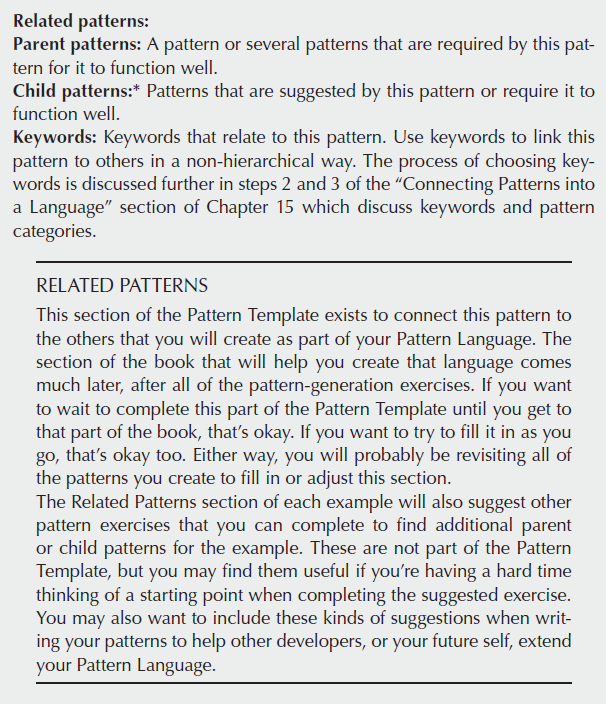 Related patterns:
Parent patterns: A pattern or several patterns that are required by this pat-
tern for it to function well.
Child patterns:* Patterns that are suggested by this pattern or require it to
function well.
Keywords: Keywords that relate to this pattern. Use keywords to link this
pattern to others in a non-hierarchical way. The process of choosing key-
words is discussed further in steps 2 and 3 of the “Connecting Patterns into
a Language” section of Chapter 15 which discuss keywords and pattern
categories.
RELATED PATTERNS
This section of the Pattern Template exists to connect this pattern to
the others that you will create as part of your Pattern Language. The
section of the book that will help you create that language comes
much later, after all of the pattern-generation exercises. If you want
to wait to complete this part of the Pattern Template until you get to
that part of the book, that’s okay. If you want to try to fill it in as you
go, that’s okay too. Either way, you will probably be revisiting all of
the patterns you create to fill in or adjust this section.
The Related Patterns section of each example will also suggest other
pattern exercises that you can complete to find additional parent
or child patterns for the example. These are not part of the Pattern
Template, but you may find them useful if you’re having a hard time
thinking of a starting point when completing the suggested exercise.
You may also want to include these kinds of suggestions when writ-
ing your patterns to help other developers, or your future self, extend
your Pattern Language.